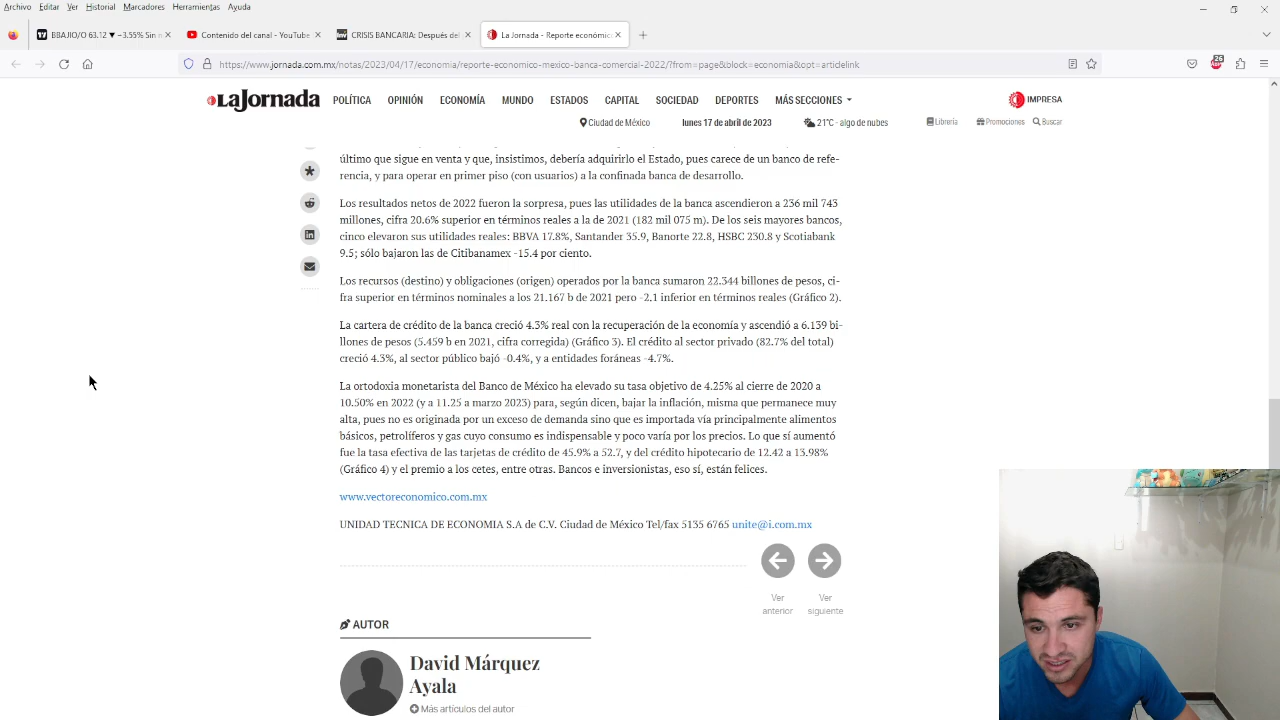 Archivo Editar Ver Historial Marcadores Herramientas Ayuda
BBAJIO/O 63.12 ▼ −3.55% Sin n
Contenido del canal - YouTube
CRISIS BANCARIA: Después del
La Jornada - Reporte económic
https://www.jornada.com.mx/notas/2023/04/17/economia/reporte-economico-mexico-banca-comercial-2022/?from=page&block=economia&opt=articlelink
26
LaJornada
POLÍTICA OPINIÓN ECONOMÍA MUNDO ESTADOS CAPITAL SOCIEDAD DEPORTES MÁS SECCIONES
IMPRESA
Ciudad de México lunes 17 de abril de 2023 21°C - algo de nubes Librería Promociones Buscar
último que sigue en venta y que, insistimos, debería adquirirlo el Estado, pues carece de un banco de refe-
rencia, y para operar en primer piso (con usuarios) a la confinada banca de desarrollo.
Los resultados netos de 2022 fueron la sorpresa, pues las utilidades de la banca ascendieron a 236 mil 743
millones, cifra 20.6% superior en términos reales a la de 2021 (182 mil 075 m). De los seis mayores bancos,
cinco elevaron sus utilidades reales: BBVA 17.8%, Santander 35.9, Banorte 22.8, HSBC 230.8 y Scotiabank
9.5; sólo bajaron las de Citibanamex -15.4 por ciento.
Los recursos (destino) y obligaciones (origen) operados por la banca sumaron 22.344 billones de pesos, ci-
fra superior en términos nominales a los 21.167 b de 2021 pero -2.1 inferior en términos reales (Gráfico 2).
La cartera de crédito de la banca creció 4.3% real con la recuperación de la economía y ascendió a 6.139 bi-
llones de pesos (5.459 b en 2021, cifra corregida) (Gráfico 3). El crédito al sector privado (82.7% del total)
creció 4.3%, al sector público bajó -0.4%, y a entidades foráneas -4.7%.
La ortodoxia monetarista del Banco de México ha elevado su tasa objetivo de 4.25% al cierre de 2020 a
10.50% en 2022 (y a 11.25 a marzo 2023) para, según dicen, bajar la inflación, misma que permanece muy
alta, pues no es originada por un exceso de demanda sino que es importada vía principalmente alimentos
básicos, petrolíferos y gas cuyo consumo es indispensable y poco varía por los precios. Lo que sí aumentó
fue la tasa efectiva de las tarjetas de crédito de 45.9% a 52.7, y del crédito hipotecario de 12.42 a 13.98%
(Gráfico 4) y el premio a los cetes, entre otras. Bancos e inversionistas, eso sí, están felices.
www.vectoreconomico.com.mx
UNIDAD TECNICA DE ECONOMIA S.A de C.V. Ciudad de México Tel/fax 5135 6765 unite@i.com.mx
Ver Ver
anterior siguiente
AUTOR
David Márquez
Ayala
Más artículos del autor